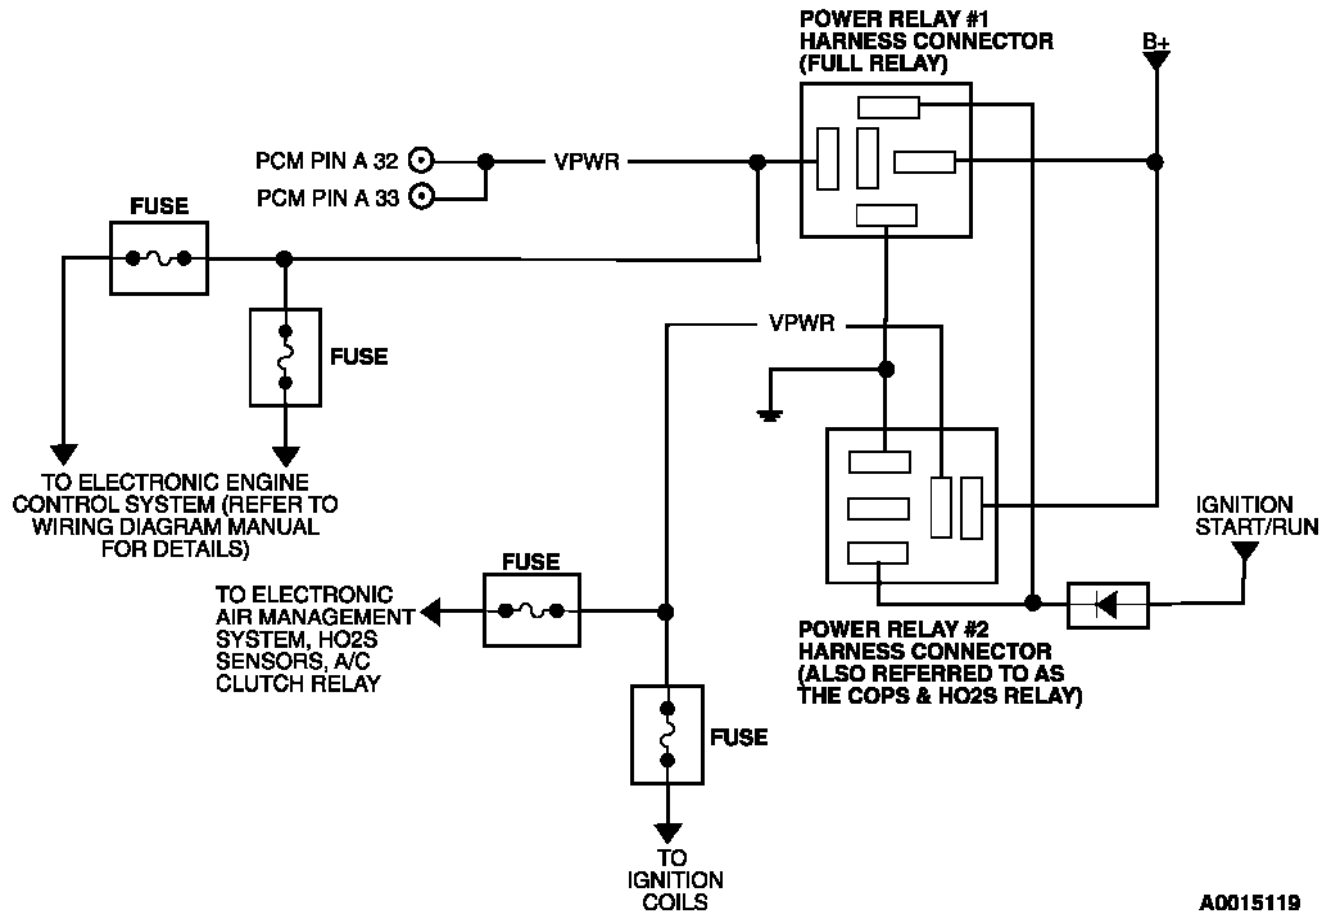 POWER RELAY #1
HARNESS CONNECTOR
(FULL RELAY)
B+
PCM PIN A 32
VPWR
PCM PIN A 33
FUSE
VPWR
FUSE
TO ELECTRONIC ENGINE
CONTROL SYSTEM (REFER TO
WIRING DIAGRAM MANUAL
FOR DETAILS)
IGNITION
START/RUN
FUSE
TO ELECTRONIC
AIR MANAGEMENT
SYSTEM, HO2S
SENSORS, A/C
CLUTCH RELAY
POWER RELAY #2
HARNESS CONNECTOR
(ALSO REFERRED TO AS
THE COPS & HO2S RELAY)
FUSE
TO
IGNITION
COILS
A0015119